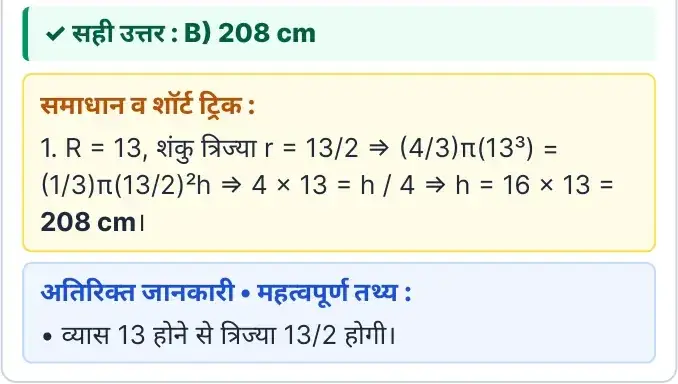 ✓ सही उत्तर : B) 208 cm
समाधान व शॉर्ट ट्रिक :
1. R = 13, शंकु त्रिज्या r = 13/2 ⇒ (4/3)π(13³) =
(1/3)π(13/2)²h ⇒ 4 × 13 = h / 4 ⇒ h = 16 × 13 =
208 cm।
अतिरिक्त जानकारी • महत्वपूर्ण तथ्य :
• व्यास 13 होने से त्रिज्या 13/2 होगी।